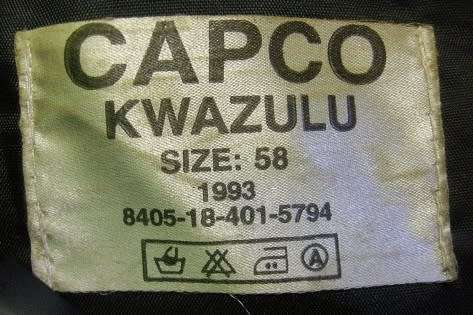 CAPCO
KWAZULU
SIZE: 58
1993
8405-18-401-5794
A